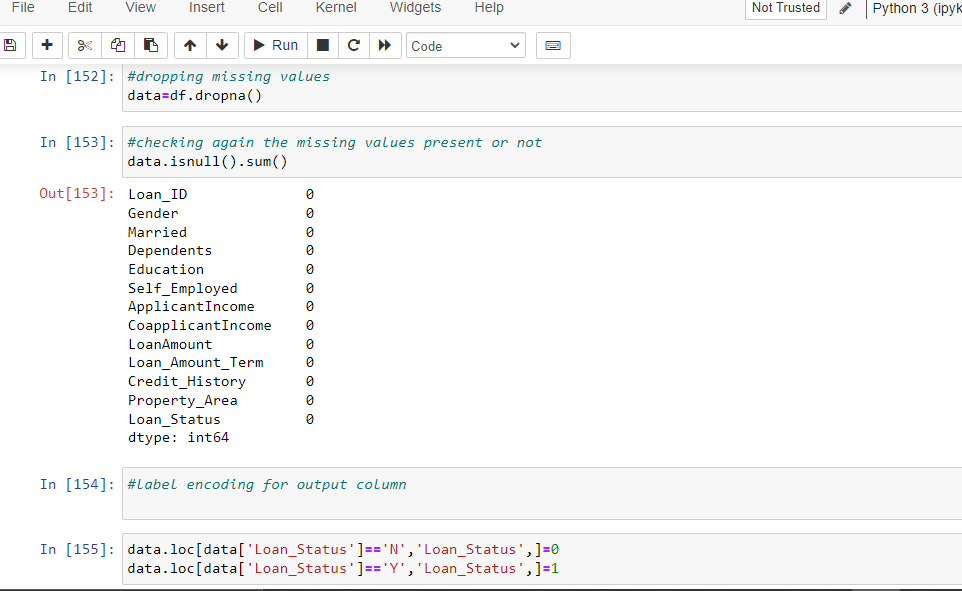 File Edit View Insert Cell Kernel Widgets Help Not Trusted Python 3 (ipyk
Run Code
In [152]: #dropping missing values
data=df.dropna()
In [153]: #checking again the missing values present or not
data.isnull().sum()
Out[153]: Loan_ID 0
Gender 0
Married 0
Dependents 0
Education 0
Self_Employed 0
ApplicantIncome 0
CoapplicantIncome 0
LoanAmount 0
Loan_Amount_Term 0
Credit_History 0
Property_Area 0
Loan_Status 0
dtype: int64
In [154]: #label encoding for output column
In [155]: data.loc[data['Loan_Status']=='N','Loan_Status',]=0
data.loc[data['Loan_Status']=='Y','Loan_Status',]=1